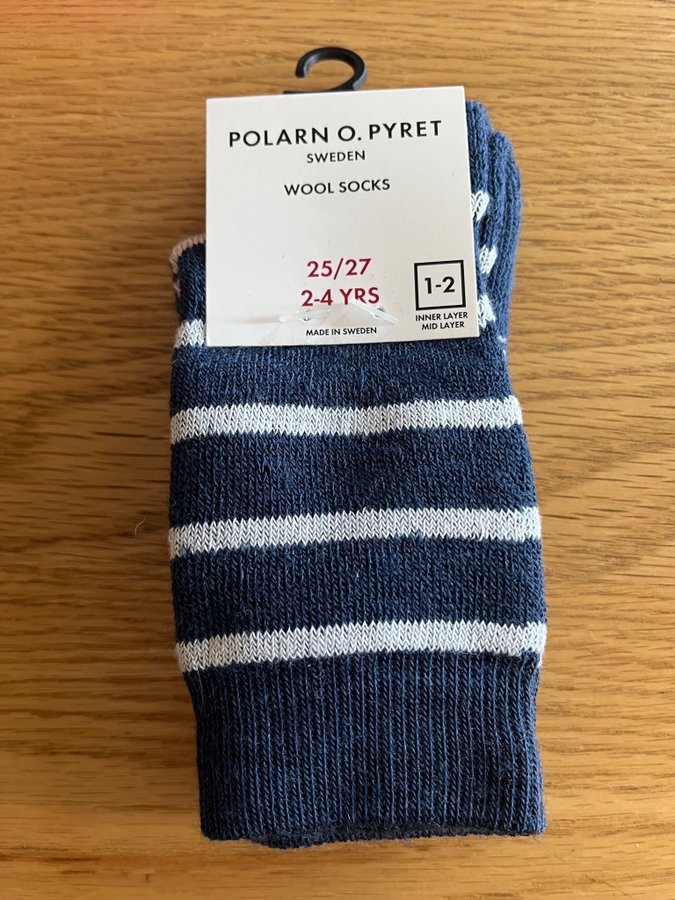 POLARN O. PYRET
SWEDEN
WOOL SOCKS
25/27
2-4 YRS
MADE IN SWEDEN
1-2
INNER LAYER
MID LAYER